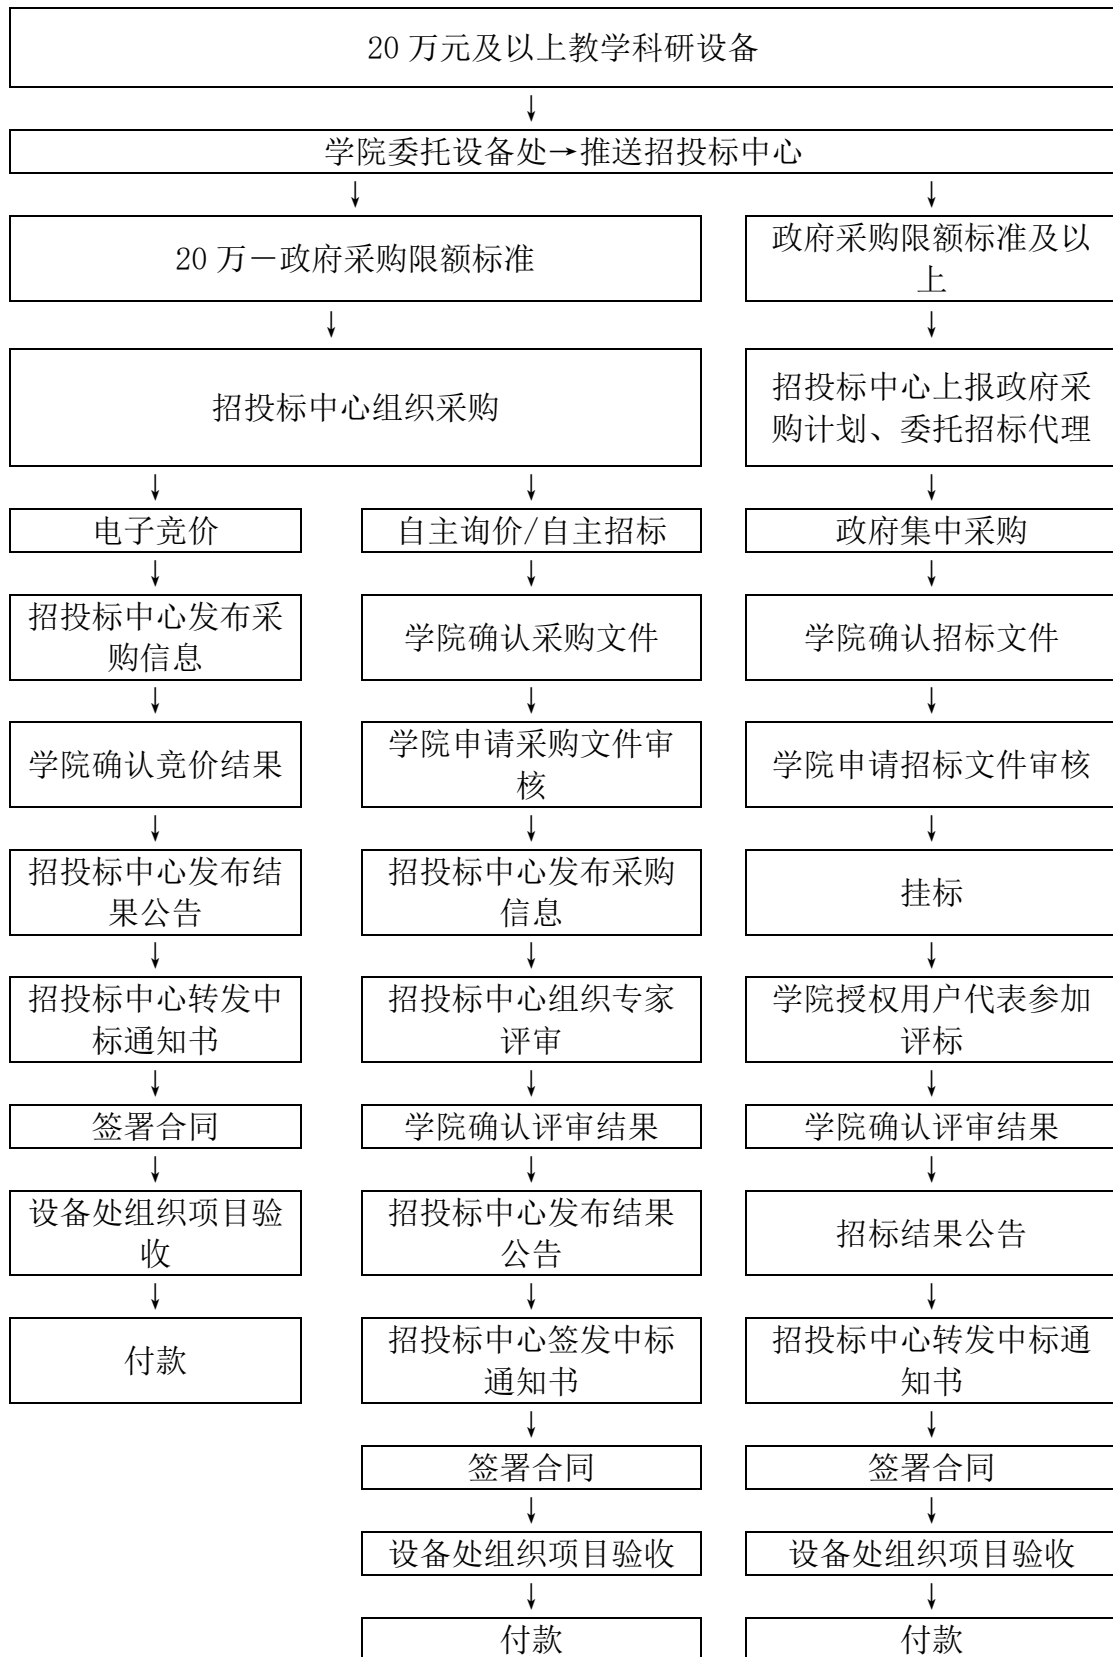 20 万元及以上教学科研设备
↓
学院委托设备处→推送招投标中心
↓ ↓
20 万－政府采购限额标准
政府采购限额标准及以
上
↓ ↓
招投标中心组织采购
招投标中心上报政府采
购计划、委托招标代理
↓ ↓ ↓
电子竞价
自主询价/自主招标
政府集中采购
↓ ↓ ↓
招投标中心发布采
购信息
学院确认采购文件
学院确认招标文件
↓ ↓ ↓
学院确认竞价结果
学院申请采购文件审
核
学院申请招标文件审核
↓ ↓ ↓
招投标中心发布结
果公告
招投标中心发布采购
信息
挂标
↓ ↓ ↓
招投标中心转发中
标通知书
招投标中心组织专家
评审
学院授权用户代表参加
评标
↓ ↓ ↓
签署合同
学院确认评审结果
学院确认评审结果
↓ ↓ ↓
设备处组织项目验
收
招投标中心发布结果
公告
招标结果公告
↓ ↓ ↓
付款
招投标中心签发中标
通知书
招投标中心转发中标通
知书
↓ ↓
签署合同
签署合同
↓ ↓
设备处组织项目验收
设备处组织项目验收
↓ ↓
付款
付款